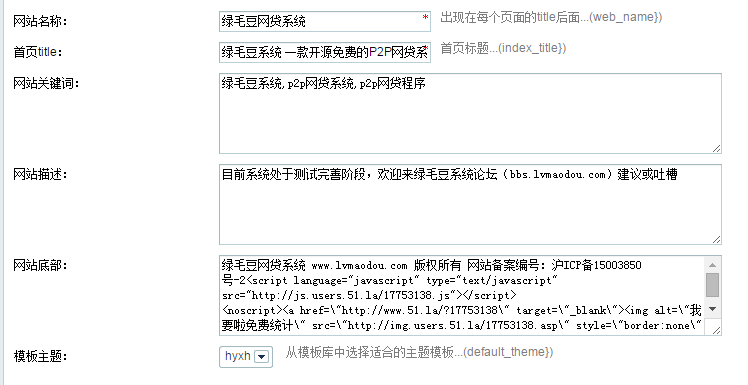 网站名称： 绿毛豆网贷系统 * 出现在每个页面的title后面...(web_name})
首页title： 绿毛豆系统 一款开源免费的P2P网贷系 首页标题...(index_title})
网站关键词： 绿毛豆系统,p2p网贷系统,p2p网贷程序
网站描述： 目前系统处于测试完善阶段，欢迎来绿毛豆系统论坛（bbs.lvmaodou.com）建议或吐槽
网站底部： 绿毛豆网贷系统 www.lvmaodou.com 版权所有 网站备案编号：沪ICP备15003850
号-2<script language="javascript" type="text/javascript"
src="http://js.users.51.la/17753138.js"></script>
<noscript><a href=\"http://www.51.la/?17753138\" target=\"_blank\"><img alt=\"我
要啦免费统计\" src=\"http://img.users.51.la/17753138.asp\" style=\"border:none\"
模板主题： hyxh 从模板库中选择适合的主题模板...(default_theme})